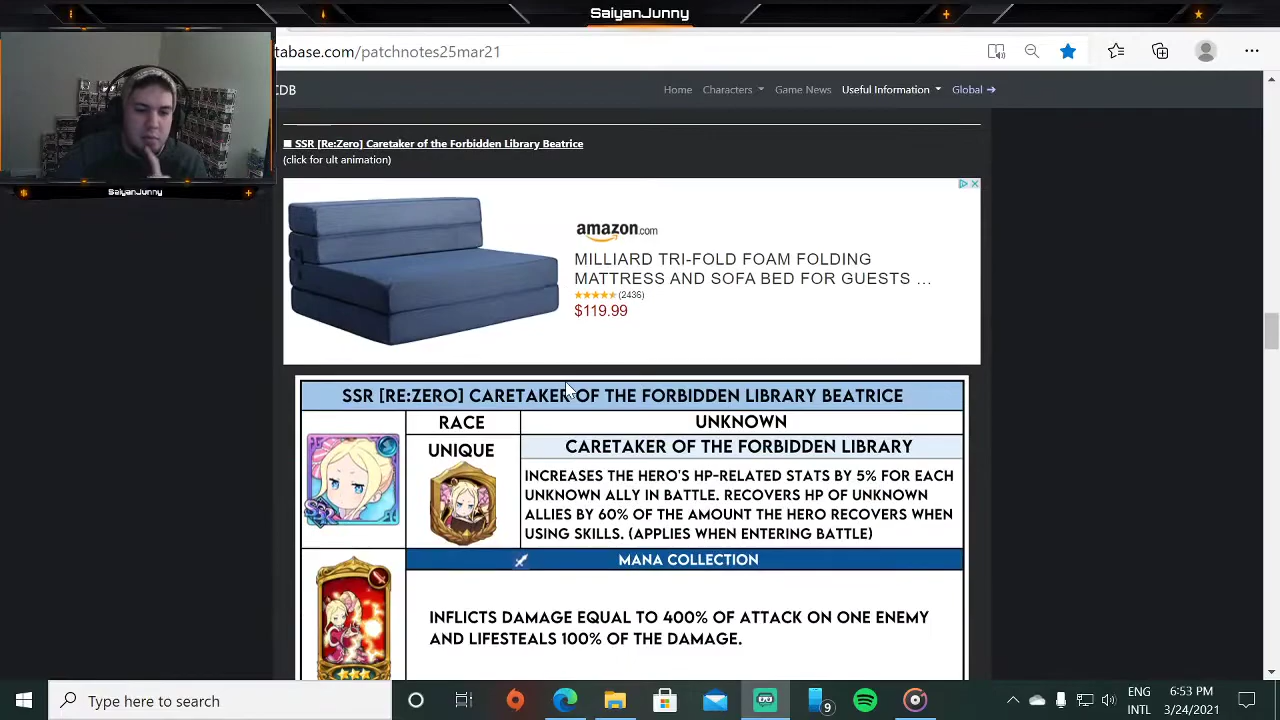 SaiyanJunny
tabase.com/patchnotes25mar21
CDB
Home
Characters
Game News
Useful Information
Global
■ SSR [Re:Zero] Caretaker of the Forbidden Library Beatrice
(click for ult animation)
SaiyanJunny
amazon.com
MILLIARD TRI-FOLD FOAM FOLDING
MATTRESS AND SOFA BED FOR GUESTS ...
(2436)
$119.99
SSR [RE:ZERO] CARETAKER OF THE FORBIDDEN LIBRARY BEATRICE
RACE
UNKNOWN
UNIQUE
CARETAKER OF THE FORBIDDEN LIBRARY
INCREASES THE HERO'S HP-RELATED STATS BY 5% FOR EACH
UNKNOWN ALLY IN BATTLE. RECOVERS HP OF UNKNOWN
ALLIES BY 60% OF THE AMOUNT THE HERO RECOVERS WHEN
USING SKILLS. (APPLIES WHEN ENTERING BATTLE)
MANA COLLECTION
INFLICTS DAMAGE EQUAL TO 400% OF ATTACK ON ONE ENEMY
AND LIFESTEALS 100% OF THE DAMAGE.
Type here to search
9
ENG
INTL
6:53 PM
3/24/2021